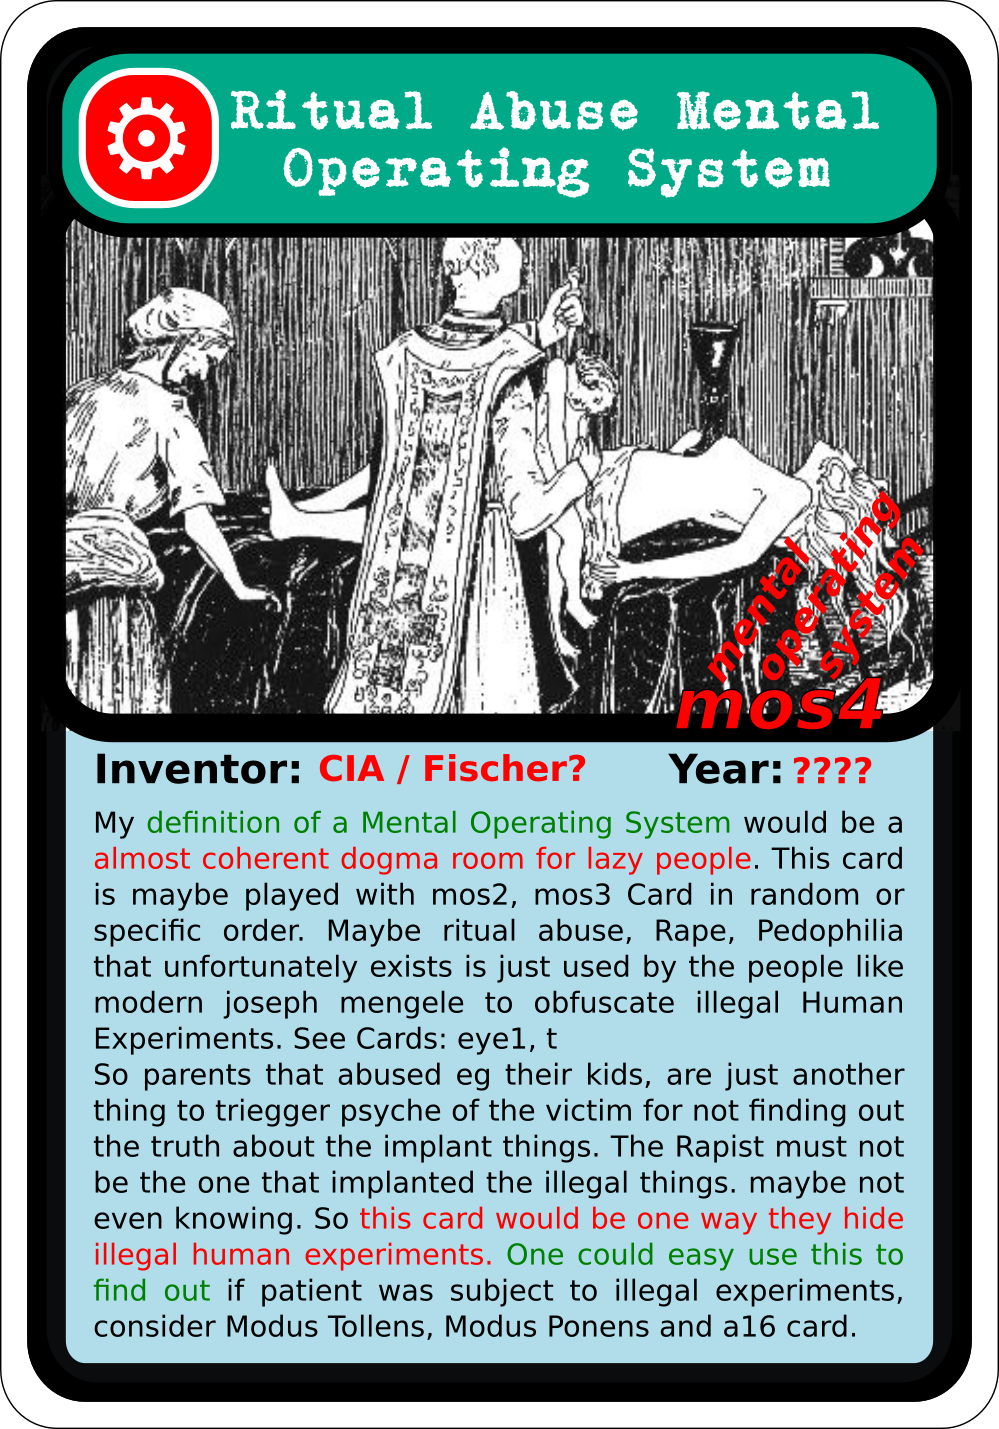 Ritual Abuse Mental
Operating System
mental
operating
system
mos4
Inventor: CIA / Fischer? Year: ????
My definition of a Mental Operating System would be a
almost coherent dogma room for lazy people. This card
is maybe played with mos2, mos3 Card in random or
specific order. Maybe ritual abuse, Rape, Pedophilia
that unfortunately exists is just used by the people like
modern joseph mengele to obfuscate illegal Human
Experiments. See Cards: eye1, t
So parents that abused eg their kids, are just another
thing to triegger psyche of the victim for not finding out
the truth about the implant things. The Rapist must not
be the one that implanted the illegal things. maybe not
even knowing. So this card would be one way they hide
illegal human experiments. One could easy use this to
find out if patient was subject to illegal experiments,
consider Modus Tollens, Modus Ponens and a16 card.